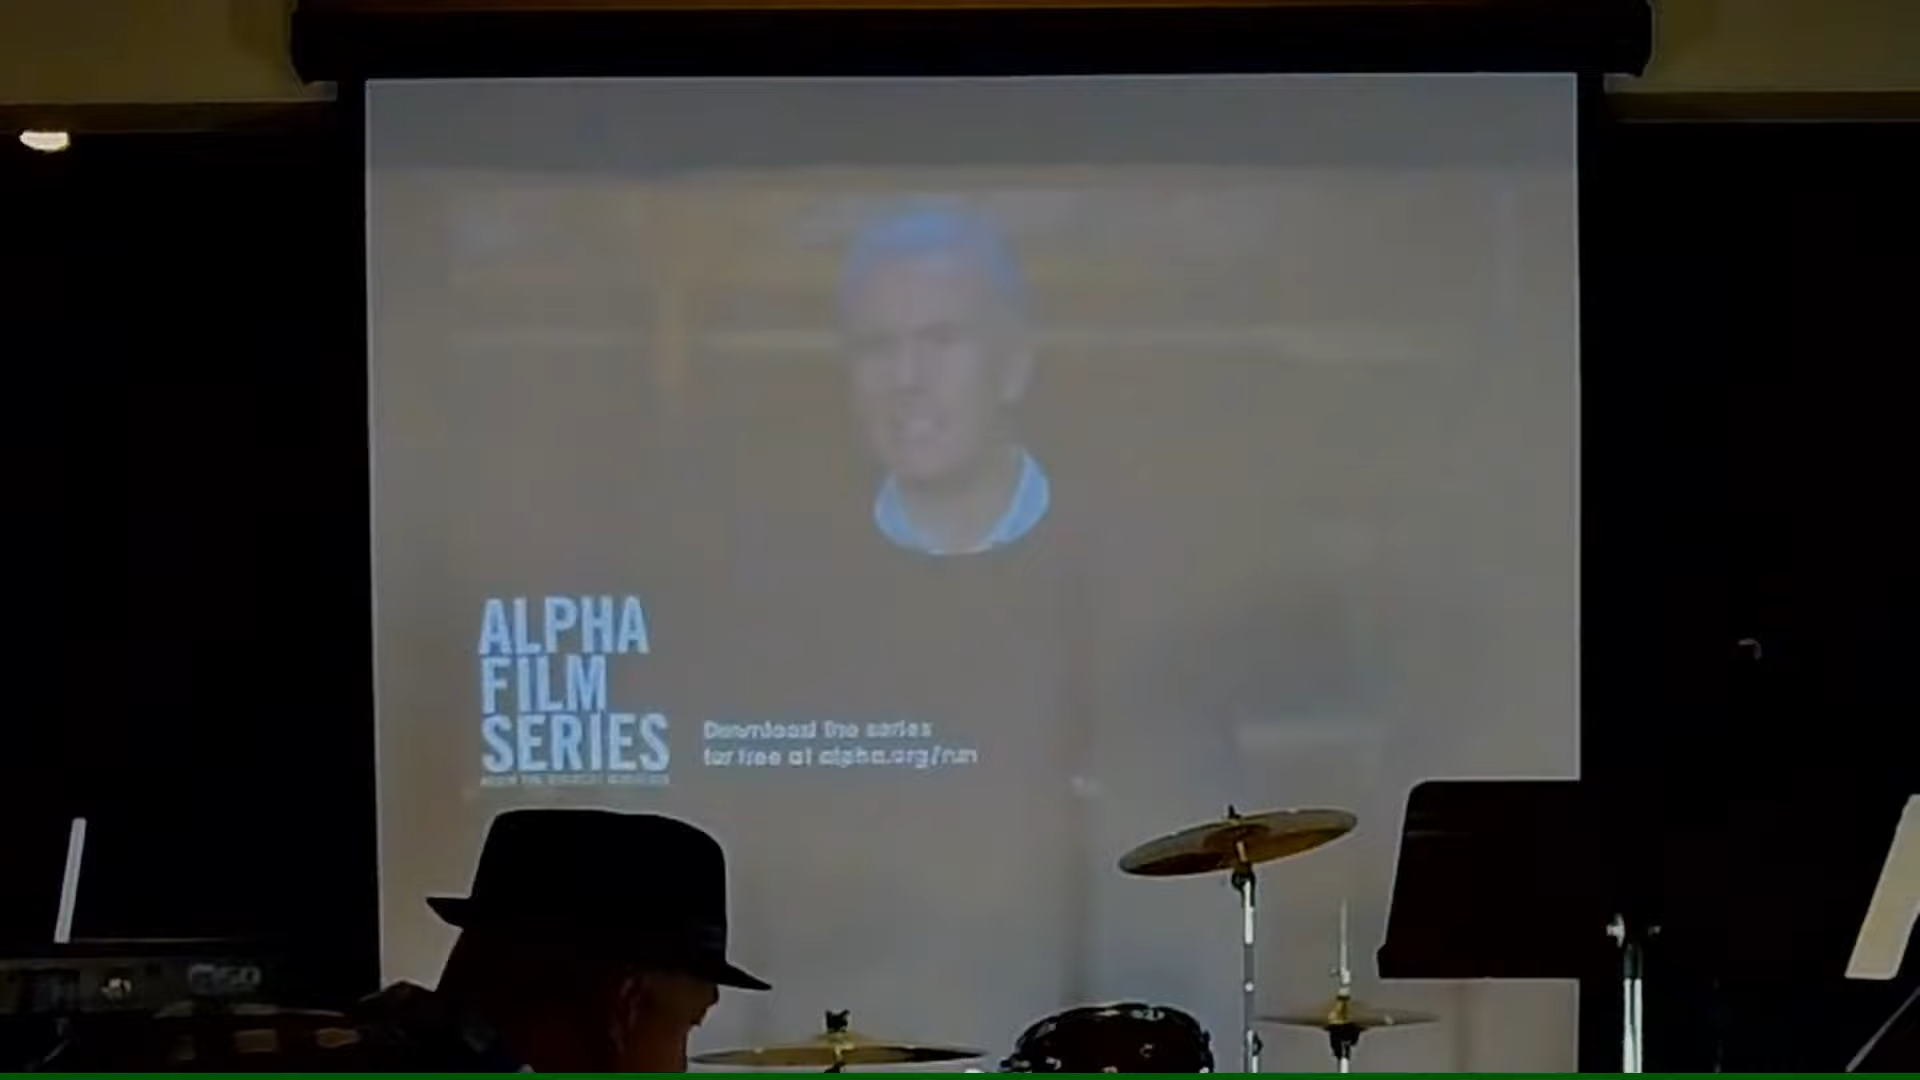 ALPHA
FILM
SERIES
Download the series
for free at alpha.org/run